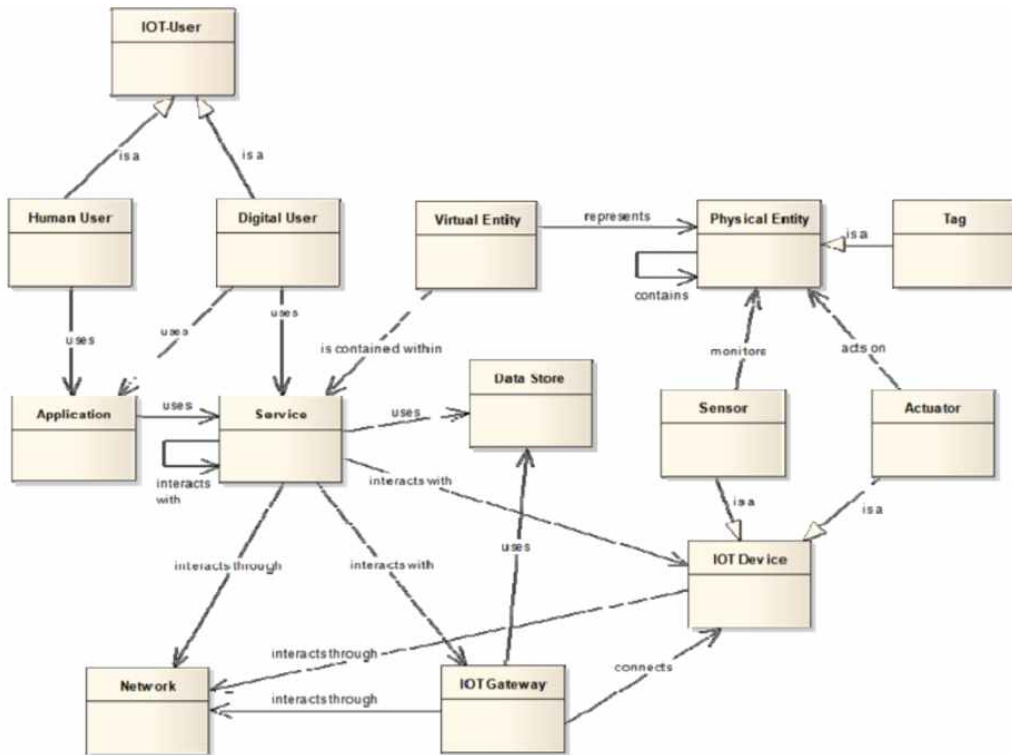 IOT-User
is a
is a
Human User
Digital User
Virtual Entity
represents
Physical Entity
is a
Tag
contains
uses
uses
uses
is contained within
monitors
acts on
Data Store
Application
uses
Service
uses
Sensor
Actuator
interacts
with
interacts with
is a
is a
uses
IOT Device
interacts through
interacts with
interacts through
connects
Network
interacts through
IOT Gateway